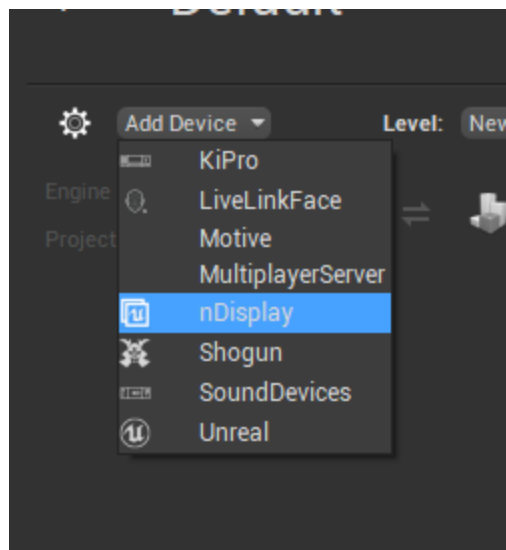 Default
Add Device
Level: New
KiPro
Engine
LiveLinkFace
Project
Motive
MultiplayerServer
nDisplay
Shogun
SoundDevices
Unreal